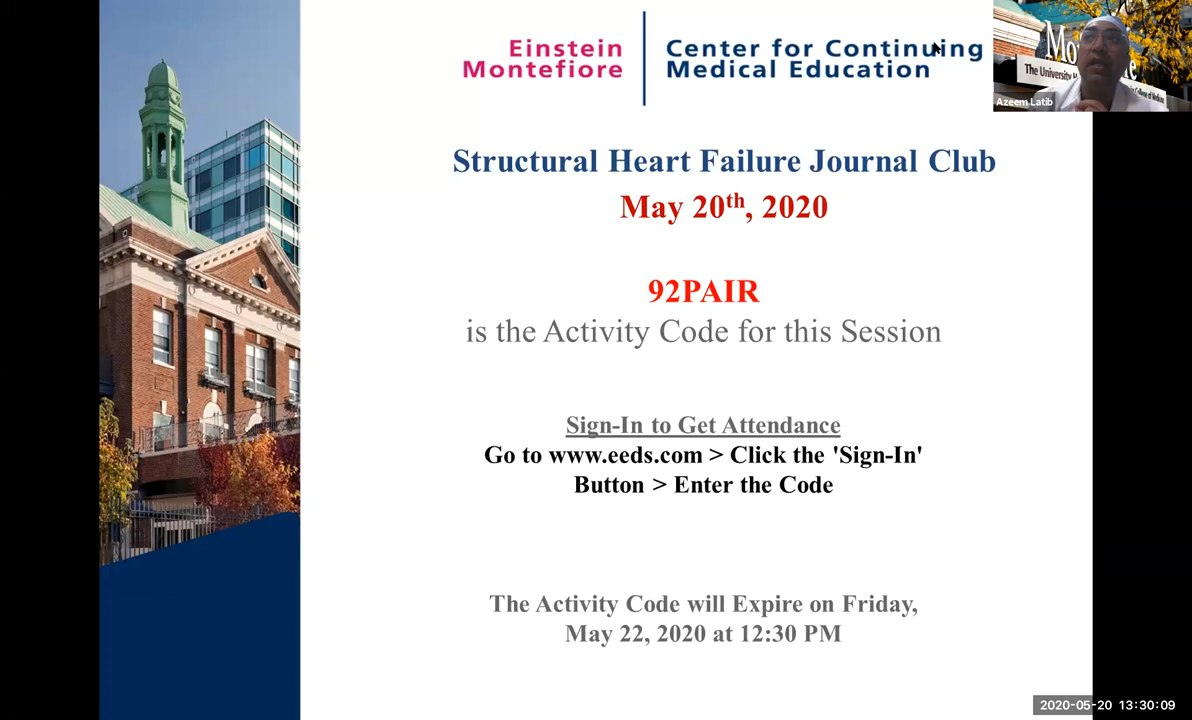 Einstein
Montefiore
Center for Continuing
Medical Education
Azeem Latib
Structural Heart Failure Journal Club
May 20th, 2020
92PAIR
is the Activity Code for this Session
Sign-In to Get Attendance
Go to www.eeds.com > Click the 'Sign-In'
Button > Enter the Code
The Activity Code will Expire on Friday,
May 22, 2020 at 12:30 PM
2020-05-20 13:30:09